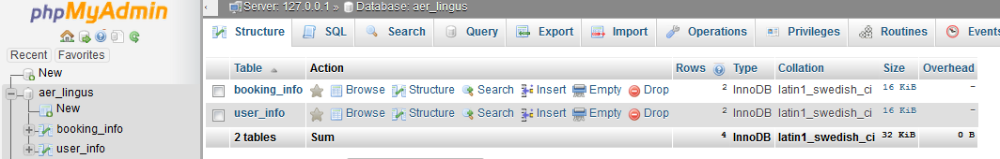 phpMyAdmin
Recent Favorites
New
aer_lingus
New
booking_info
user_info
Server: 127.0.0.1 » Database: aer_lingus
Structure SQL Search Query Export Import Operations Privileges Routines Events
Table Action Rows Type Collation Size Overhead
booking_info Browse Structure Search Insert Empty Drop 2 InnoDB latin1_swedish_ci 16 KiB -
user_info Browse Structure Search Insert Empty Drop 2 InnoDB latin1_swedish_ci 16 KiB -
2 tables Sum 4 InnoDB latin1_swedish_ci 32 KiB 0 B